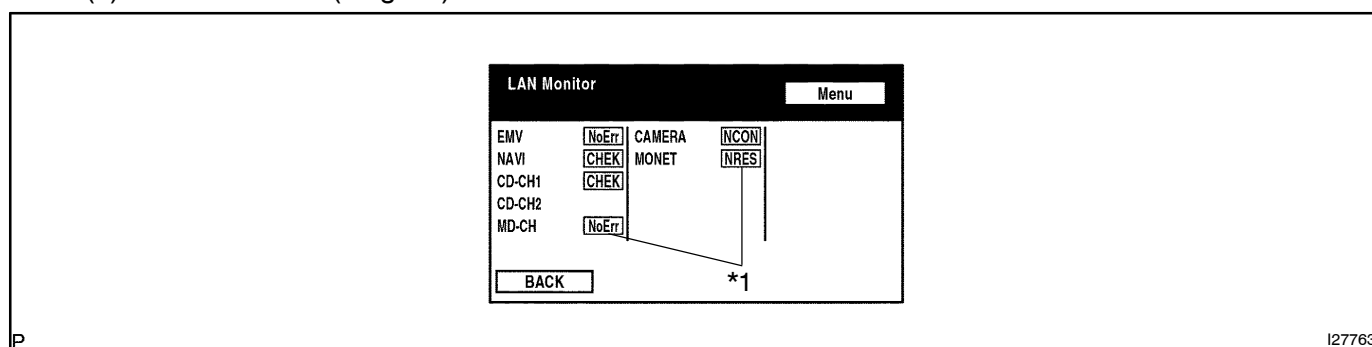 LAN Monitor
Menu
EMV NoErr CAMERA NCON
NAVI CHEK MONET NRES
CD-CH1 CHEK
CD-CH2
MD-CH NoErr
BACK
*1
P
I27763